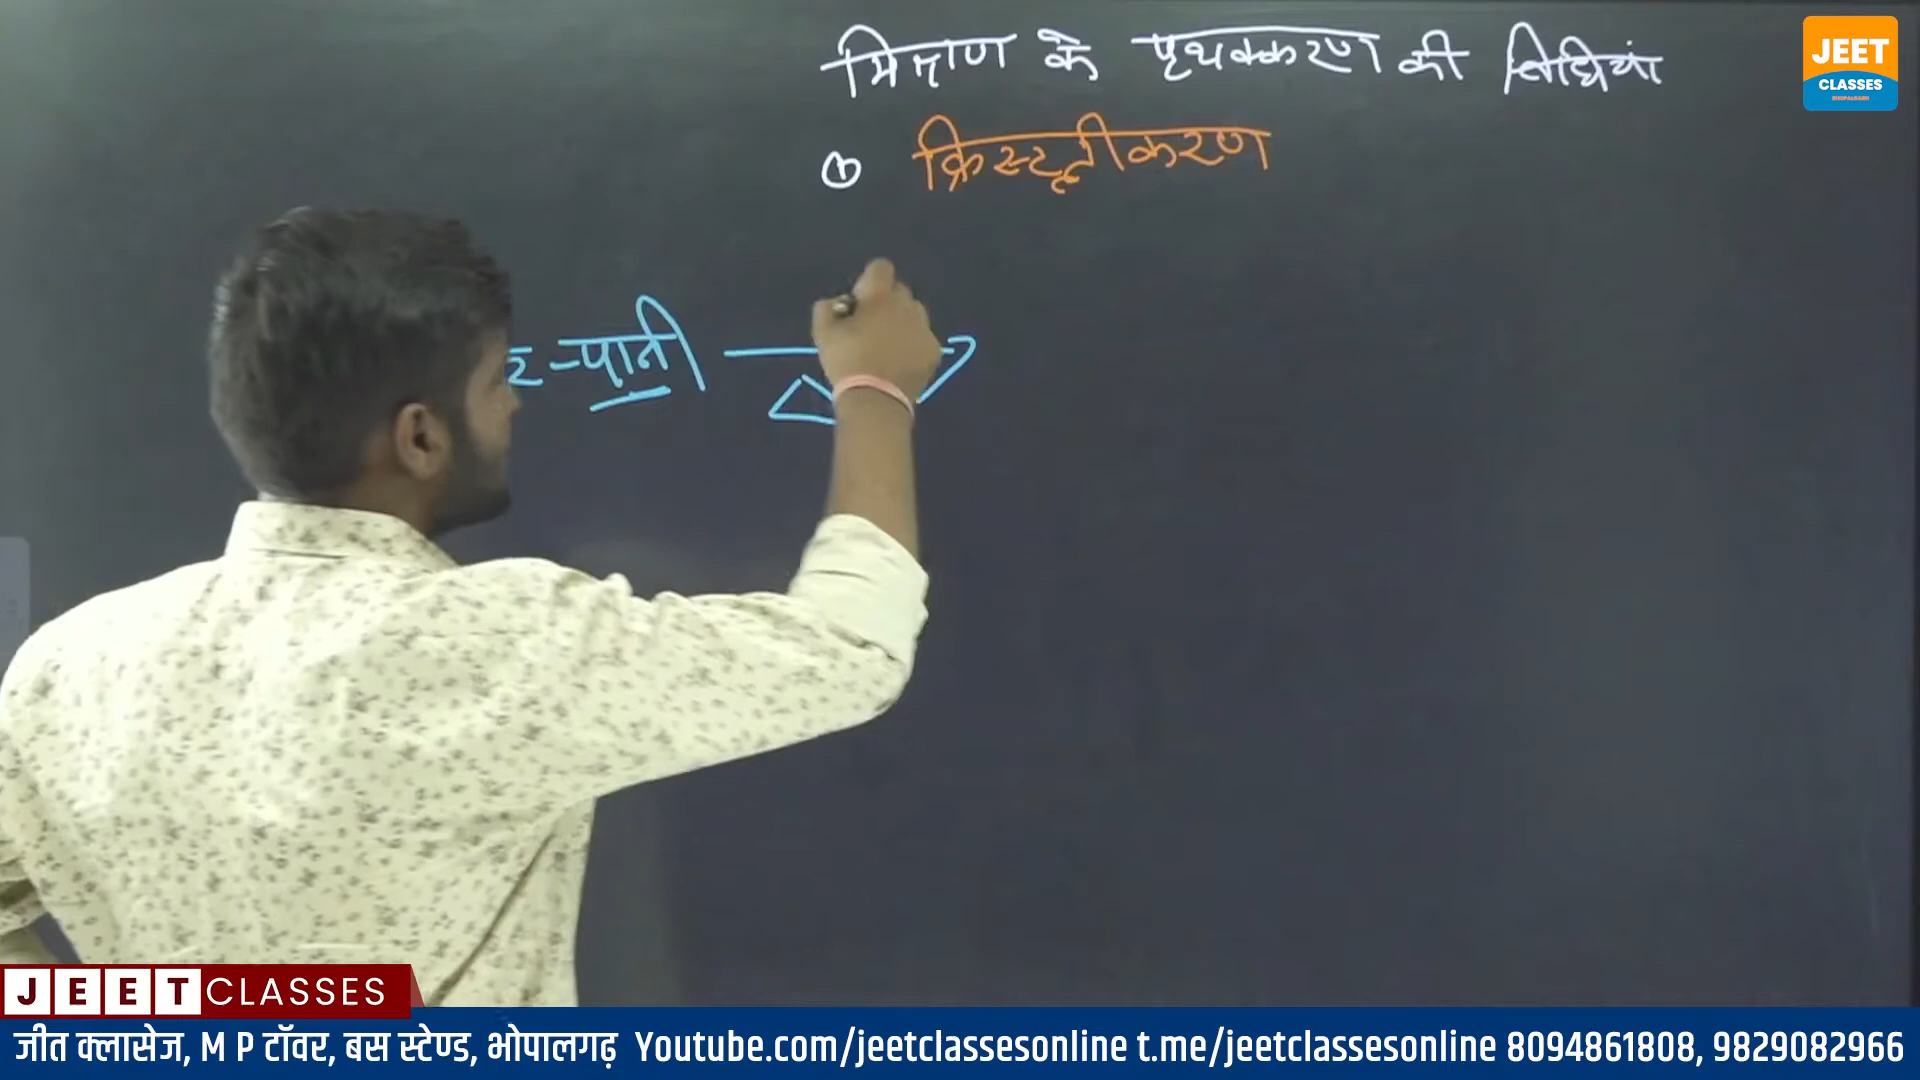 मिश्रण के पृथक्करण की विधियां
① क्रिस्टलीकरण
र-पानी
JEET
CLASSES
JEET CLASSES
जीत क्लासेज, M P टॉवर, बस स्टेण्ड, भोपालगढ़ Youtube.com/jeetclassesonline t.me/jeetclassesonline 8094861808, 9829082966